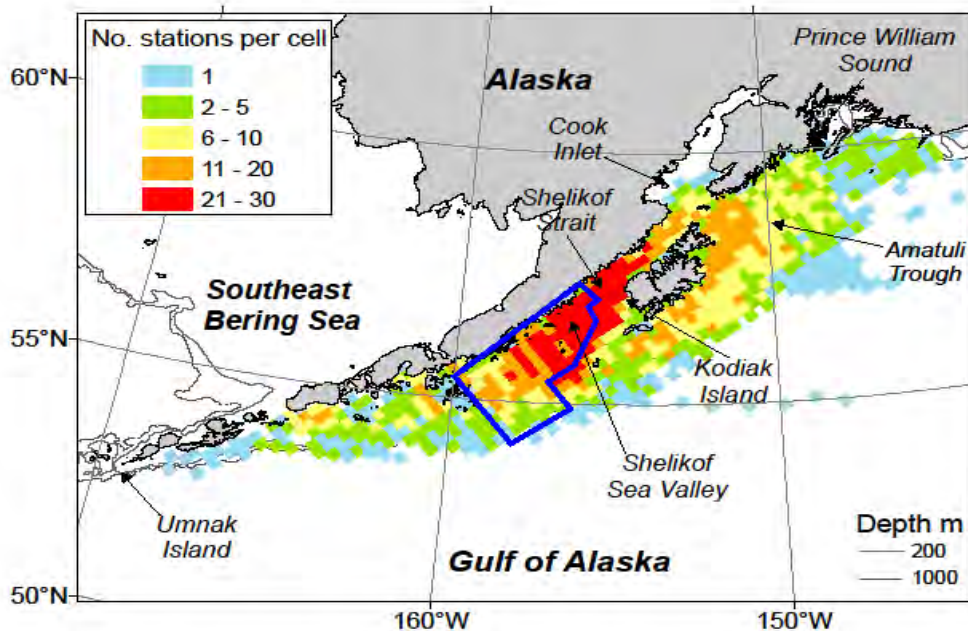 No. stations per cell
1
2 - 5
6 - 10
11 - 20
21 - 30
60°N
55°N
50°N
160°W
150°W
Alaska
Prince William
Sound
Cook
Inlet
Shelikof
Strait
Amatuli
Trough
Southeast
Bering Sea
Kodiak
Island
Shelikof
Sea Valley
Umnak
Island
Gulf of Alaska
Depth m
200
1000